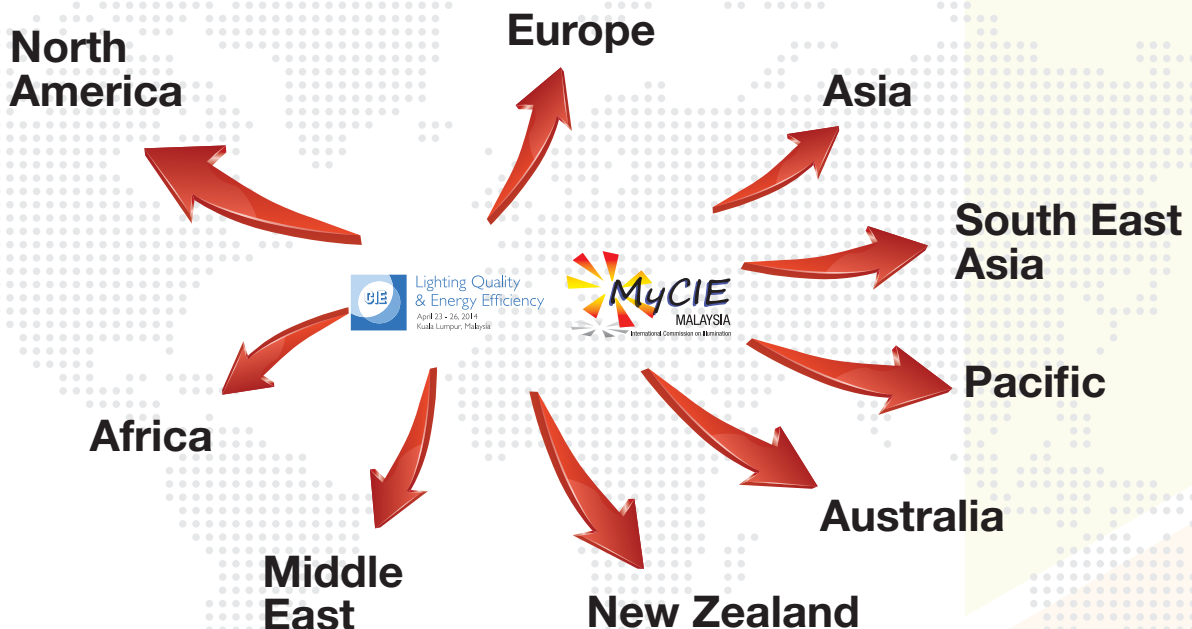 North
America
Europe
Asia
South East
Asia
CIE
Lighting Quality
& Energy Efficiency
April 23 - 26, 2014
Kuala Lumpur, Malaysia
MyCIE
MALAYSIA
International Commission on Illumination
Pacific
Africa
Australia
Middle
East
New Zealand